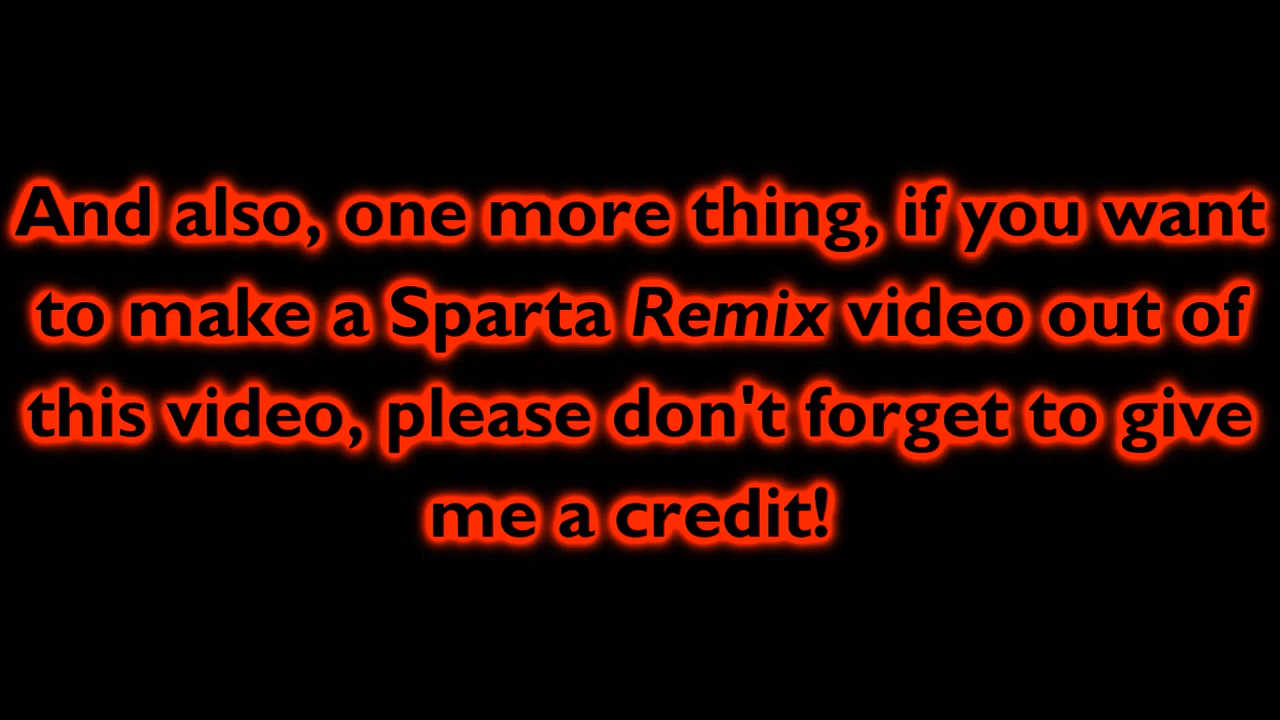 And also, one more thing, if you want
to make a Sparta Remix video out of
this video, please don't forget to give
me a credit!